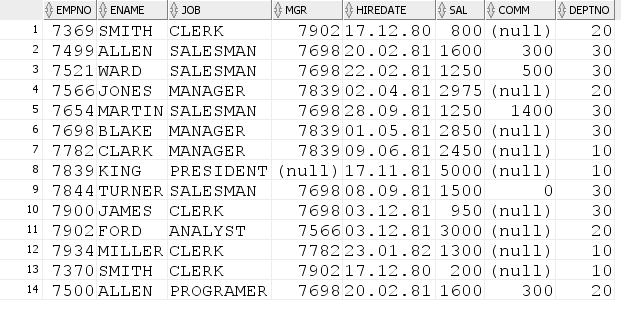 EMPNO ENAME JOB MGR HIREDATE SAL COMM DEPTNO
1 7369 SMITH CLERK 7902 17.12.80 800 (null) 20
2 7499 ALLEN SALESMAN 7698 20.02.81 1600 300 30
3 7521 WARD SALESMAN 7698 22.02.81 1250 500 30
4 7566 JONES MANAGER 7839 02.04.81 2975 (null) 20
5 7654 MARTIN SALESMAN 7698 28.09.81 1250 1400 30
6 7698 BLAKE MANAGER 7839 01.05.81 2850 (null) 30
7 7782 CLARK MANAGER 7839 09.06.81 2450 (null) 10
8 7839 KING PRESIDENT (null) 17.11.81 5000 (null) 10
9 7844 TURNER SALESMAN 7698 08.09.81 1500 0 30
10 7900 JAMES CLERK 7698 03.12.81 950 (null) 30
11 7902 FORD ANALYST 7566 03.12.81 3000 (null) 20
12 7934 MILLER CLERK 7782 23.01.82 1300 (null) 10
13 7370 SMITH CLERK 7902 17.12.80 200 (null) 10
14 7500 ALLEN PROGRAMER 7698 20.02.81 1600 300 20